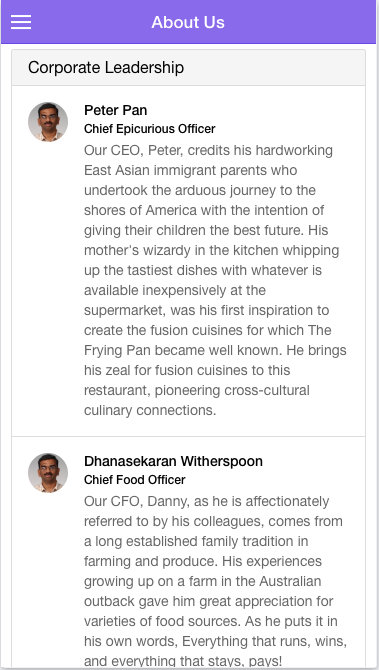 About Us
Corporate Leadership
Peter Pan
Chief Epicurious Officer
Our CEO, Peter, credits his hardworking
East Asian immigrant parents who
undertook the arduous journey to the
shores of America with the intention of
giving their children the best future. His
mother's wizardy in the kitchen whipping
up the tastiest dishes with whatever is
available inexpensively at the
supermarket, was his first inspiration to
create the fusion cuisines for which The
Frying Pan became well known. He brings
his zeal for fusion cuisines to this
restaurant, pioneering cross-cultural
culinary connections.
Dhanasekaran Witherspoon
Chief Food Officer
Our CFO, Danny, as he is affectionately
referred to by his colleagues, comes from
a long established family tradition in
farming and produce. His experiences
growing up on a farm in the Australian
outback gave him great appreciation for
varieties of food sources. As he puts it in
his own words, Everything that runs, wins,
and everything that stays, pays!